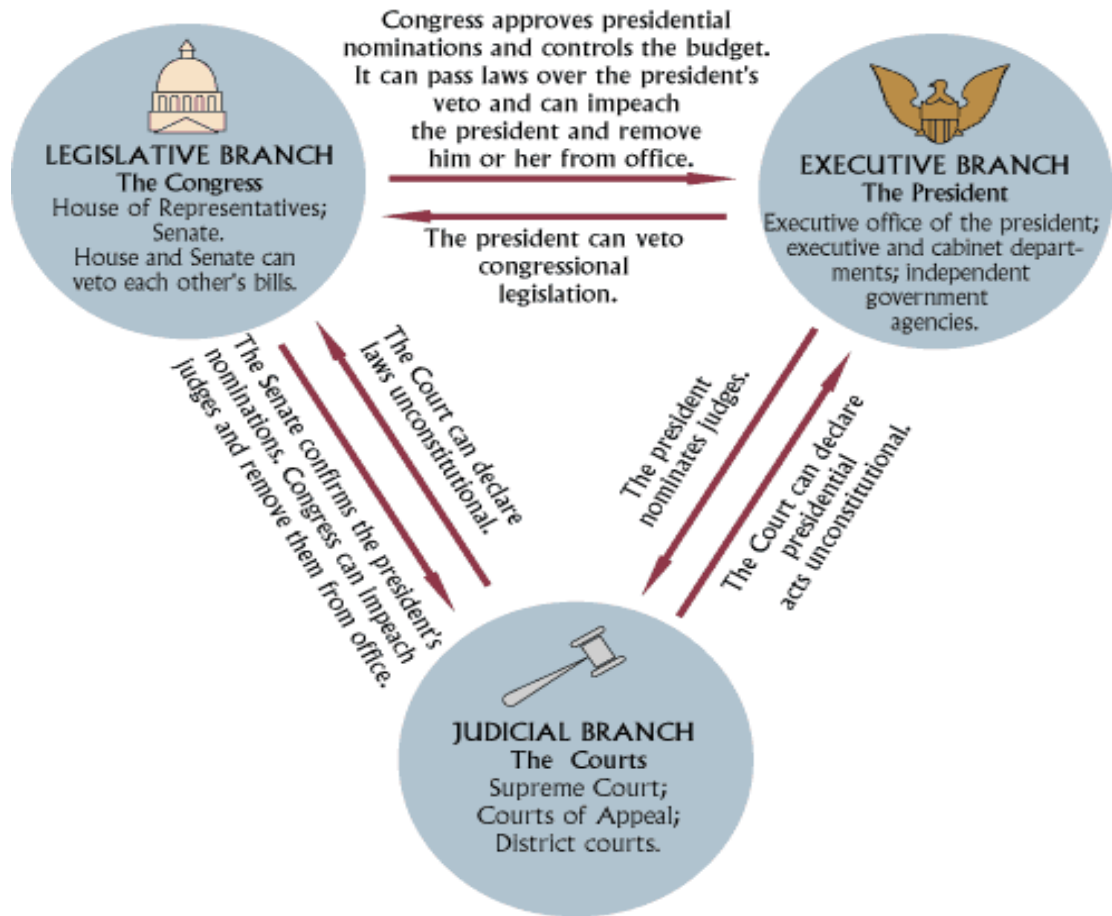 Congress approves presidential
nominations and controls the budget.
It can pass laws over the president's
veto and can impeach
the president and remove
him or her from office.
LEGISLATIVE BRANCH
The Congress
House of Representatives;
Senate.
House and Senate can
veto each other's bills.
EXECUTIVE BRANCH
The President
Executive office of the president;
executive and cabinet depart-
ments; independent
government
agencies.
The president can veto
congressional
legislation.
The Senate confirms the president's
nominations. Congress can impeach
judges and remove them from office.
The Court can declare
laws unconstitutional.
The president
nominates judges.
The Court can declare
presidential
acts unconstitutional.
JUDICIAL BRANCH
The Courts
Supreme Court;
Courts of Appeal;
District courts.